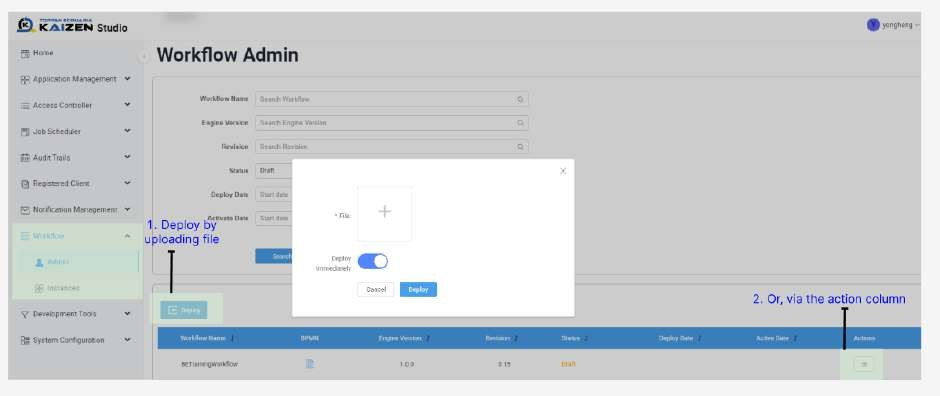 TOPPAN ECQUARIA
KAIZEN Studio
Y yongheng
Home
Workflow Admin
Application Management
Access Controller
Job Scheduler
Audit Trails
Registered Client
Notification Management
Workflow
Admin
Instances
Development Tools
System Configuration
Workflow Name Search Workflow
Engine Version Search Engine Version
Revision Search Revision
Status Draft
Deploy Date Start date
Activate Date Start date
Search
* File
Deploy
Immediately
Cancel Deploy
1. Deploy by
uploading file
2. Or, via the action column
Deploy
Workflow Name BPMN Engine Version Revision Status Deploy Date Active Date Actions
BETrainingWorkflow 1.0.0 0.15 Draft